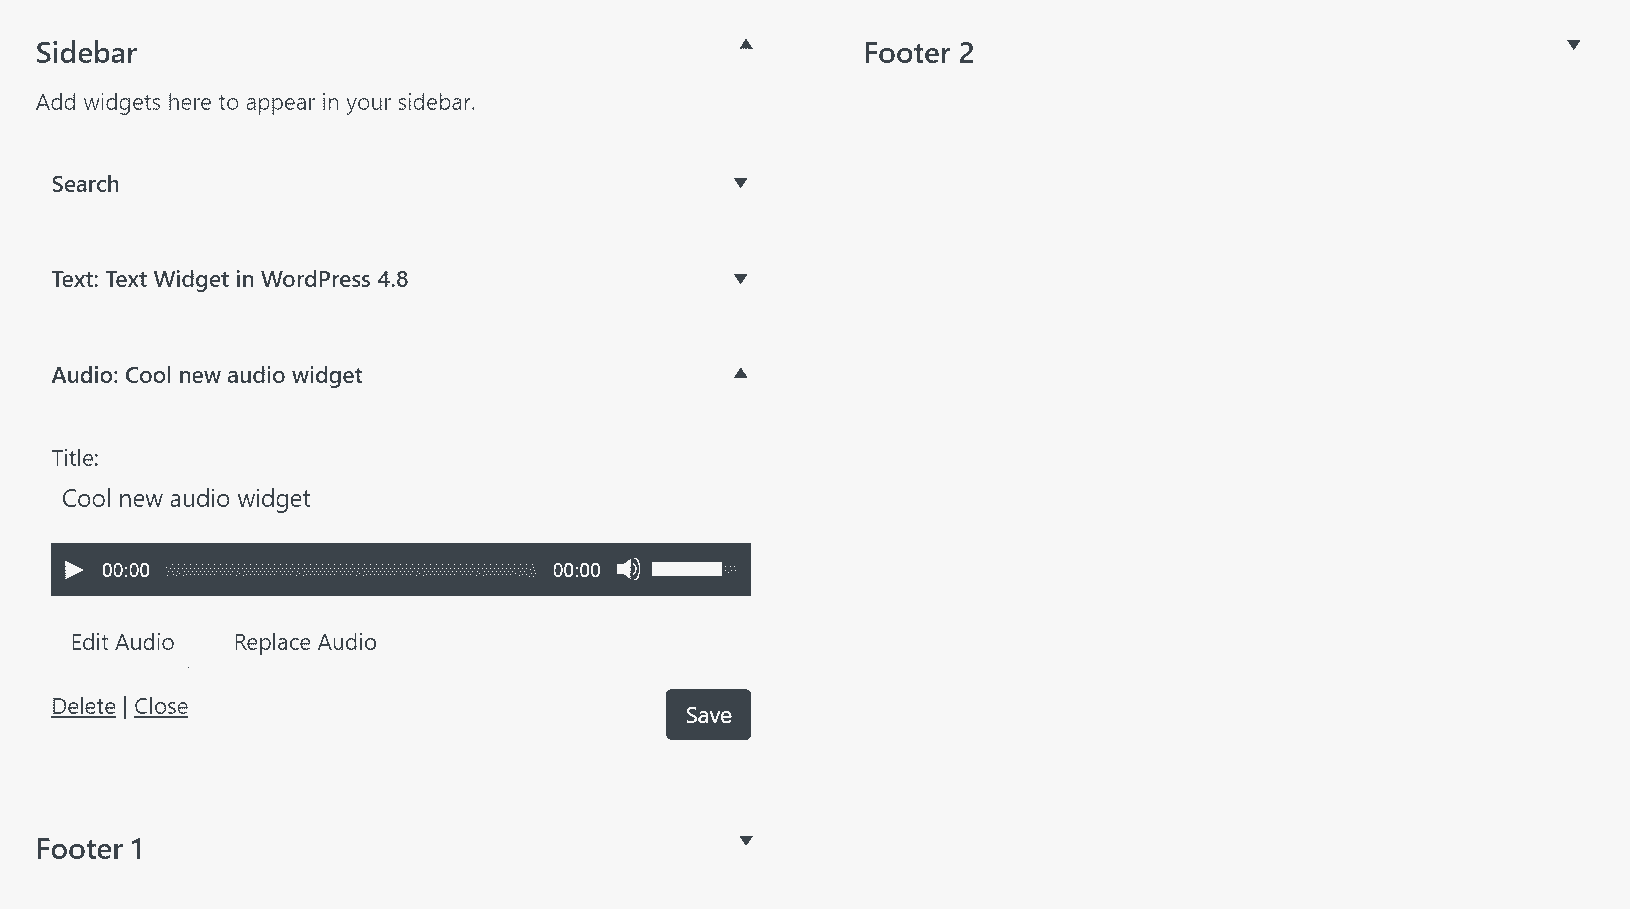 Sidebar
Add widgets here to appear in your sidebar.
Search
Text: Text Widget in WordPress 4.8
Audio: Cool new audio widget
Title:
Cool new audio widget
00:00 00:00
Edit Audio Replace Audio
Delete | Close
Save
Footer 1
Footer 2